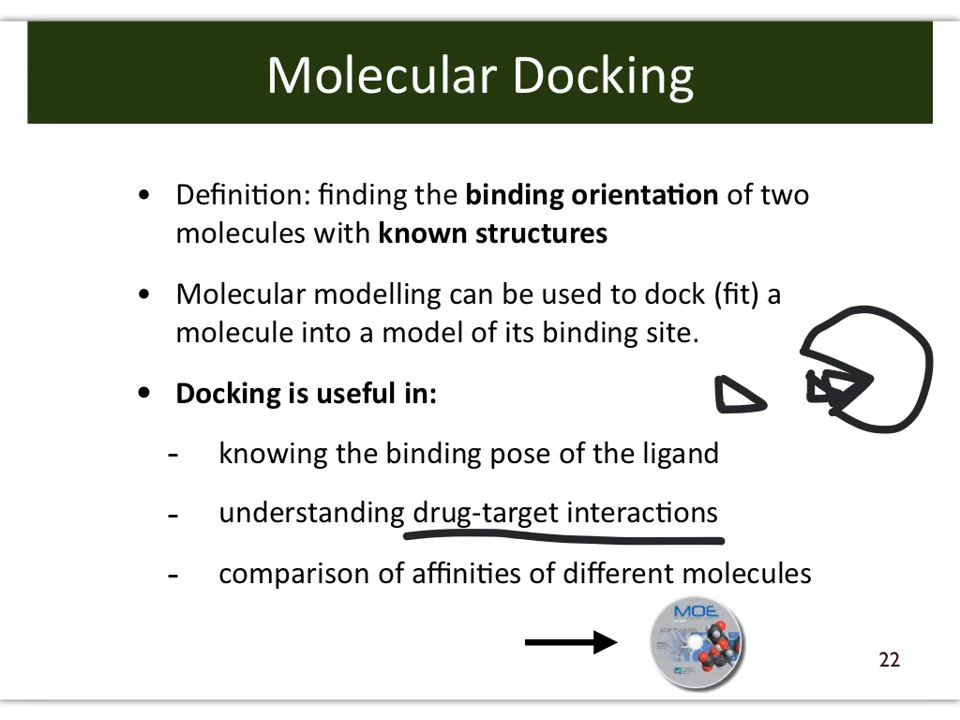 Molecular Docking
• Definition: finding the binding orientation of two
molecules with known structures
• Molecular modelling can be used to dock (fit) a
molecule into a model of its binding site.
• Docking is useful in:
- knowing the binding pose of the ligand
- understanding drug-target interactions
- comparison of affinities of different molecules
MOE
22